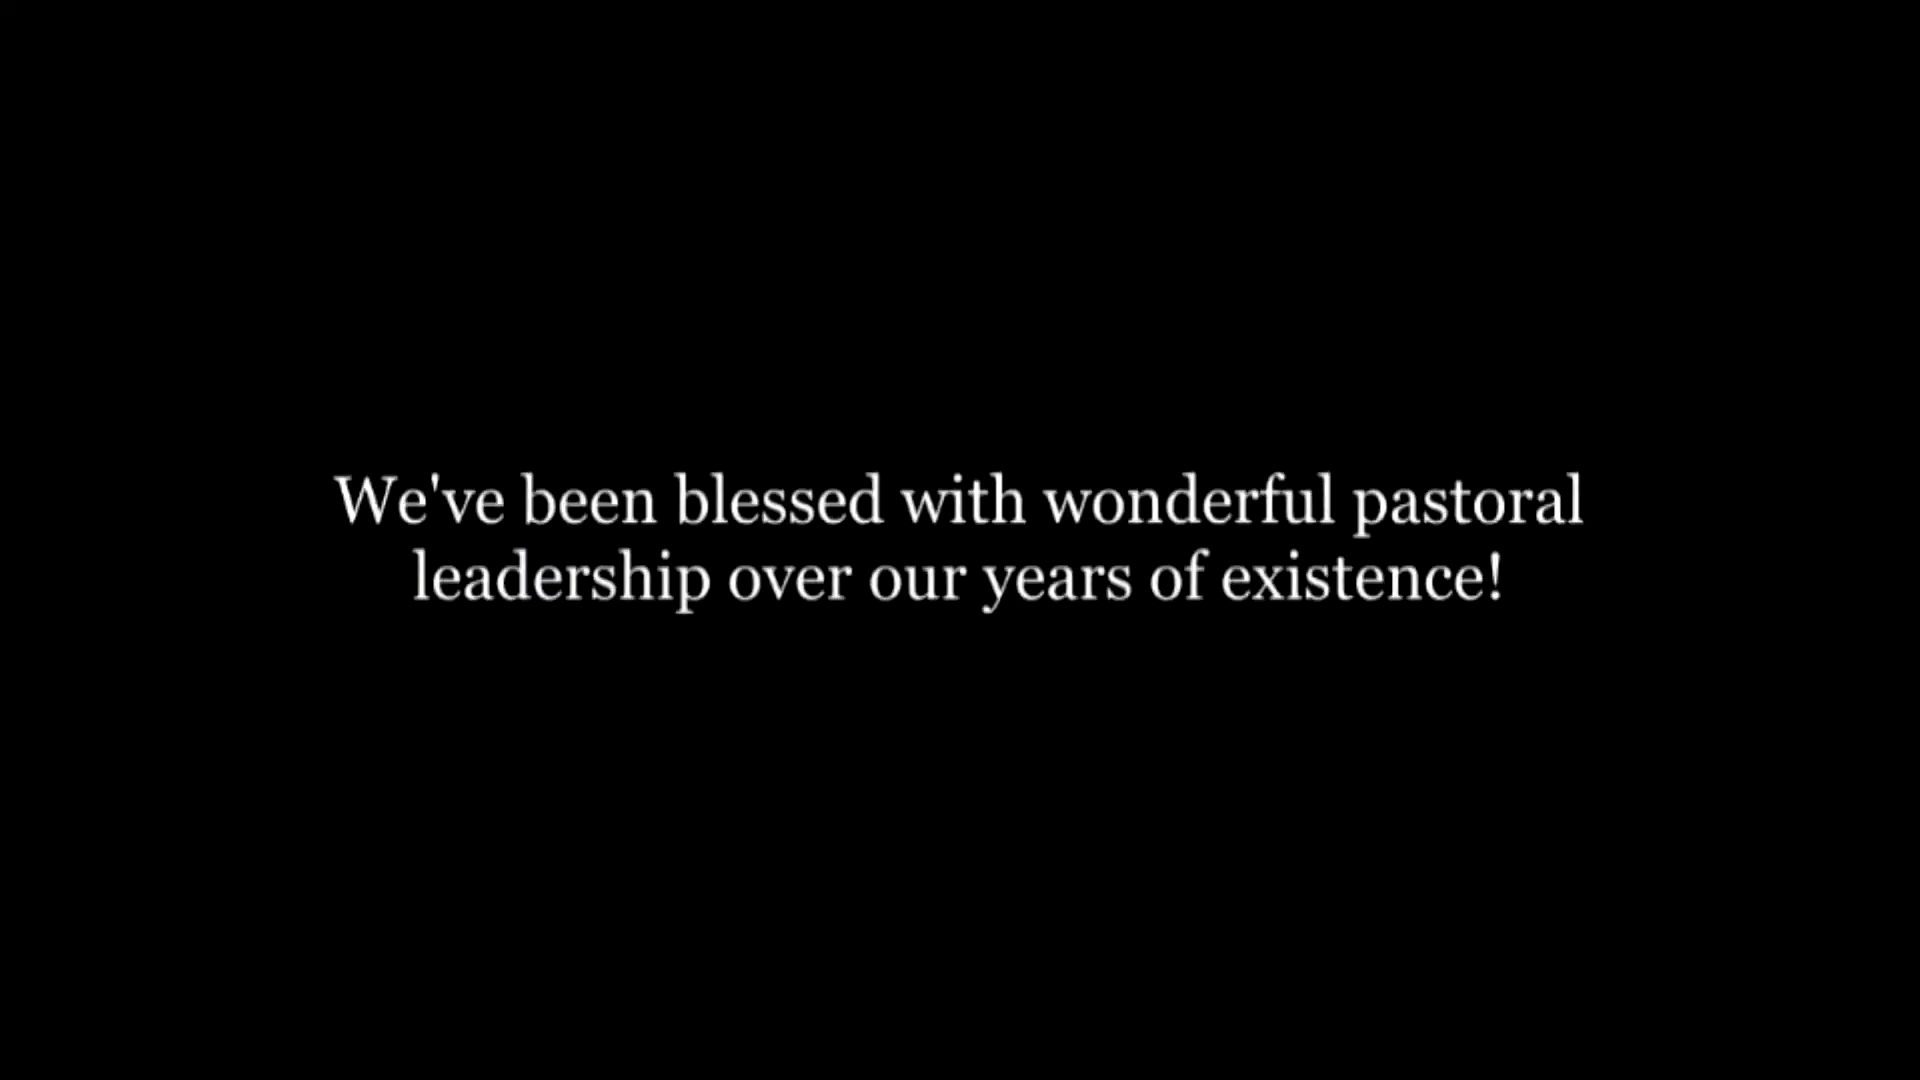 We've been blessed with wonderful pastoral
leadership over our years of existence!